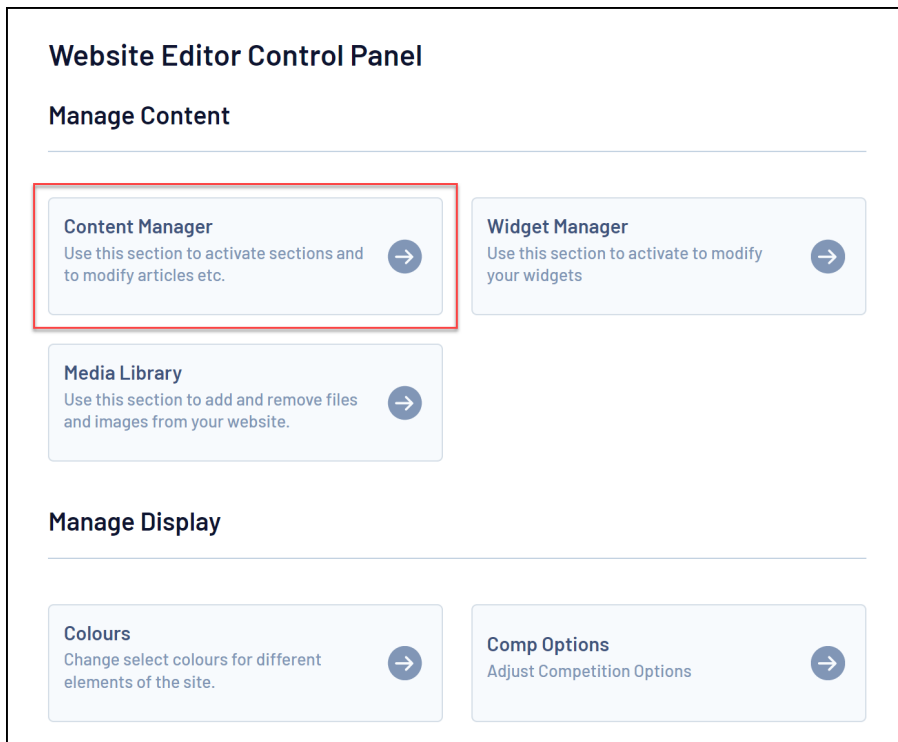 Website Editor Control Panel
Manage Content
Content Manager
Use this section to activate sections and
to modify articles etc.
Widget Manager
Use this section to activate to modify
your widgets
Media Library
Use this section to add and remove files
and images from your website.
Manage Display
Colours
Change select colours for different
elements of the site.
Comp Options
Adjust Competition Options